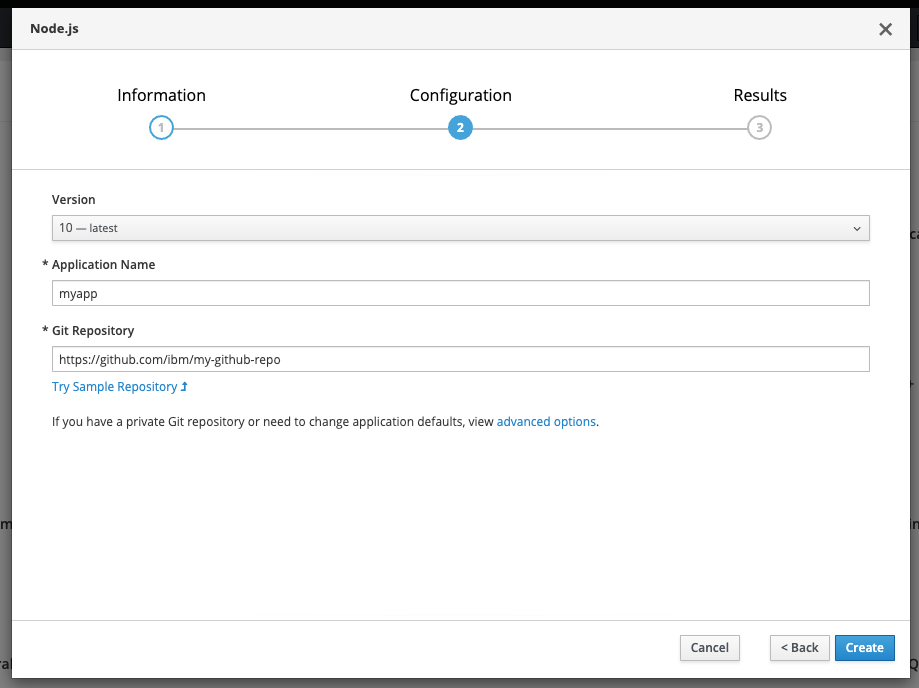 Node.js
Information Configuration Results
1 2 3
Version
10 — latest
* Application Name
myapp
* Git Repository
https://github.com/ibm/my-github-repo
Try Sample Repository
If you have a private Git repository or need to change application defaults, view advanced options.
Cancel < Back Create